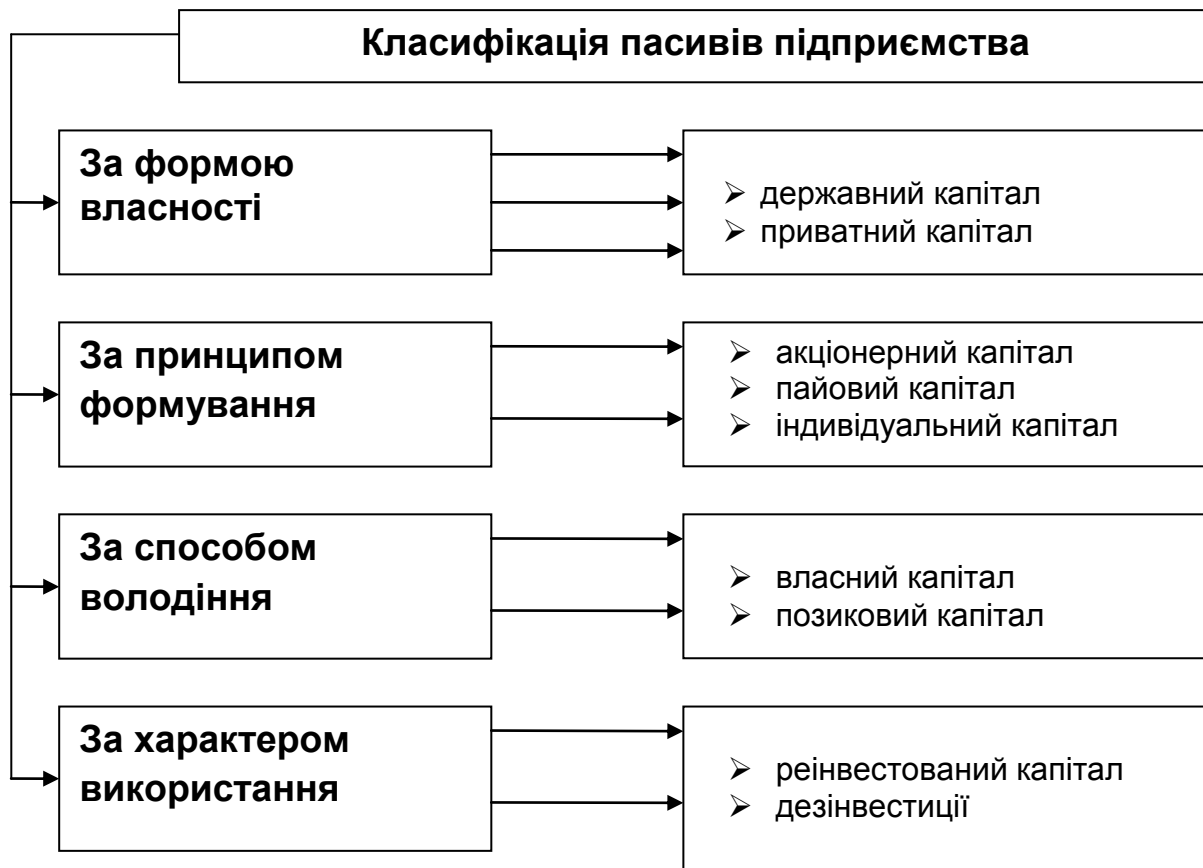 Класифікація пасивів підприємства
За формою
власності
➢ державний капітал
➢ приватний капітал
За принципом
формування
➢ акціонерний капітал
➢ пайовий капітал
➢ індивідуальний капітал
За способом
володіння
➢ власний капітал
➢ позиковий капітал
За характером
використання
➢ реінвестований капітал
➢ дезінвестиції